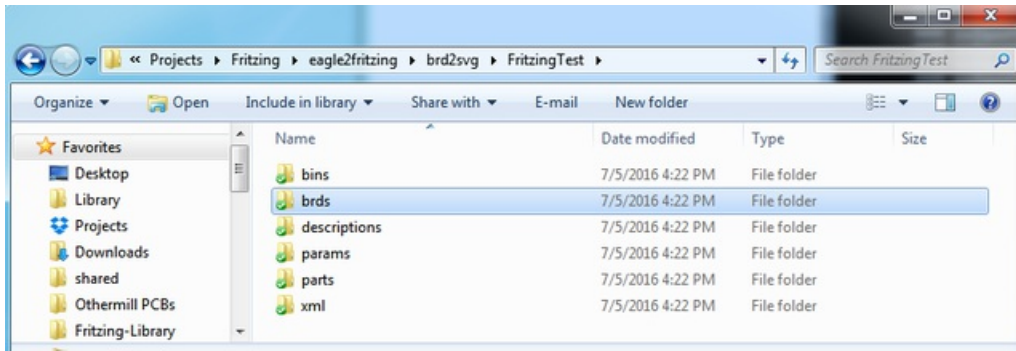 « Projects ▸ Fritzing ▸ eagle2fritzing ▸ brd2svg ▸ FritzingTest ▸
Search FritzingTest
Organize ▾ Open Include in library ▾ Share with ▾ E-mail New folder
Favorites
Desktop
Library
Projects
Downloads
shared
Othermill PCBs
Fritzing-Library
Name Date modified Type Size
bins 7/5/2016 4:22 PM File folder
brds 7/5/2016 4:22 PM File folder
descriptions 7/5/2016 4:22 PM File folder
params 7/5/2016 4:22 PM File folder
parts 7/5/2016 4:22 PM File folder
xml 7/5/2016 4:22 PM File folder